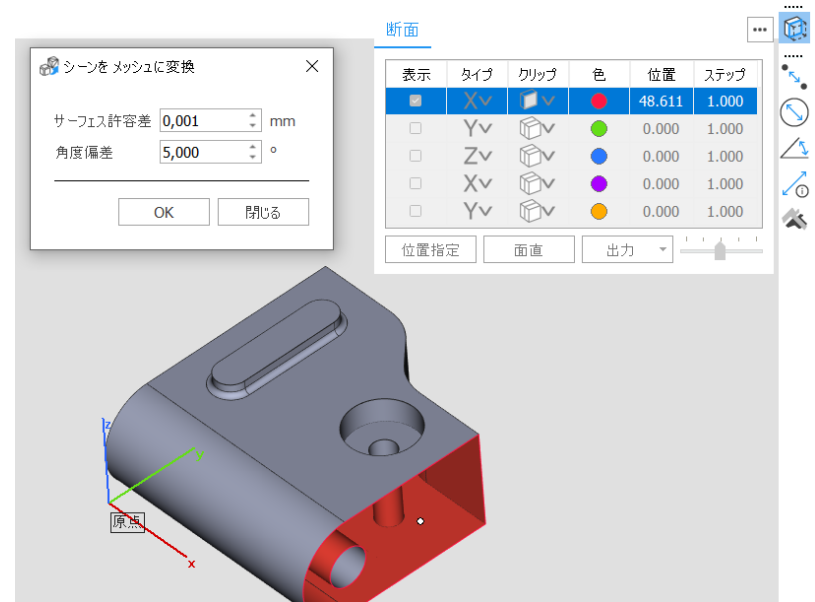 断面
•••
シーンを メッシュに変換
サーフェス許容差 0,001 mm
角度偏差 5,000 °
OK 閉じる
表示 タイプ クリップ 色 位置 ステップ
X 48.611 1.000
Y 0.000 1.000
Z 0.000 1.000
X 0.000 1.000
Y 0.000 1.000
位置指定 面直 出力
z
y
原点
x